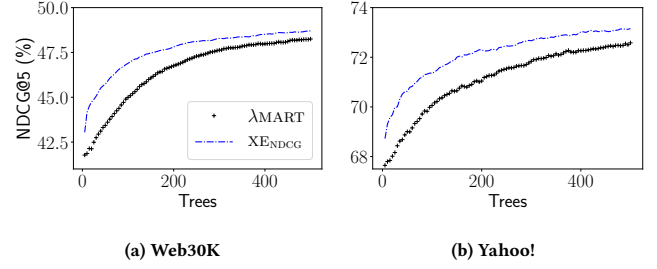 50.0
47.5
45.0
42.5
NDCG@5 (%)
0
200
400
Trees
λMART
XE_NDCG
(a) Web30K
74
72
70
68
0
200
400
Trees
(b) Yahoo!